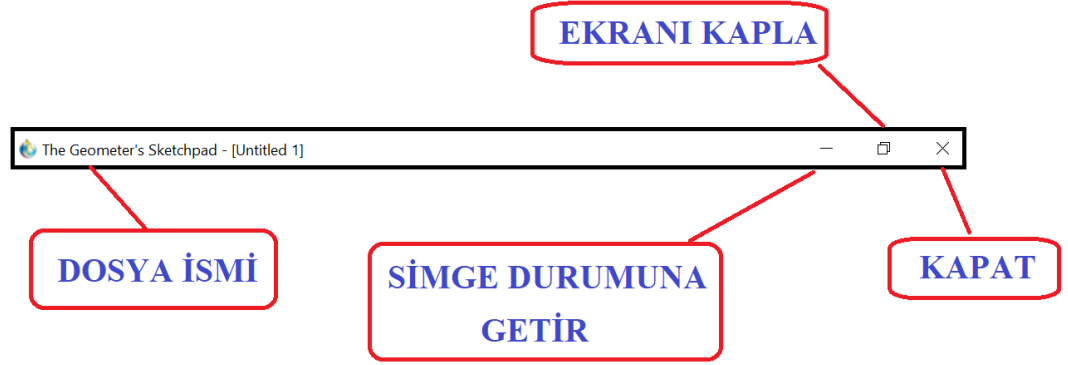 EKRANI KAPLA
The Geometer's Sketchpad - [Untitled 1]
DOSYA İSMİ
SİMGE DURUMUNA
GETİR
KAPAT